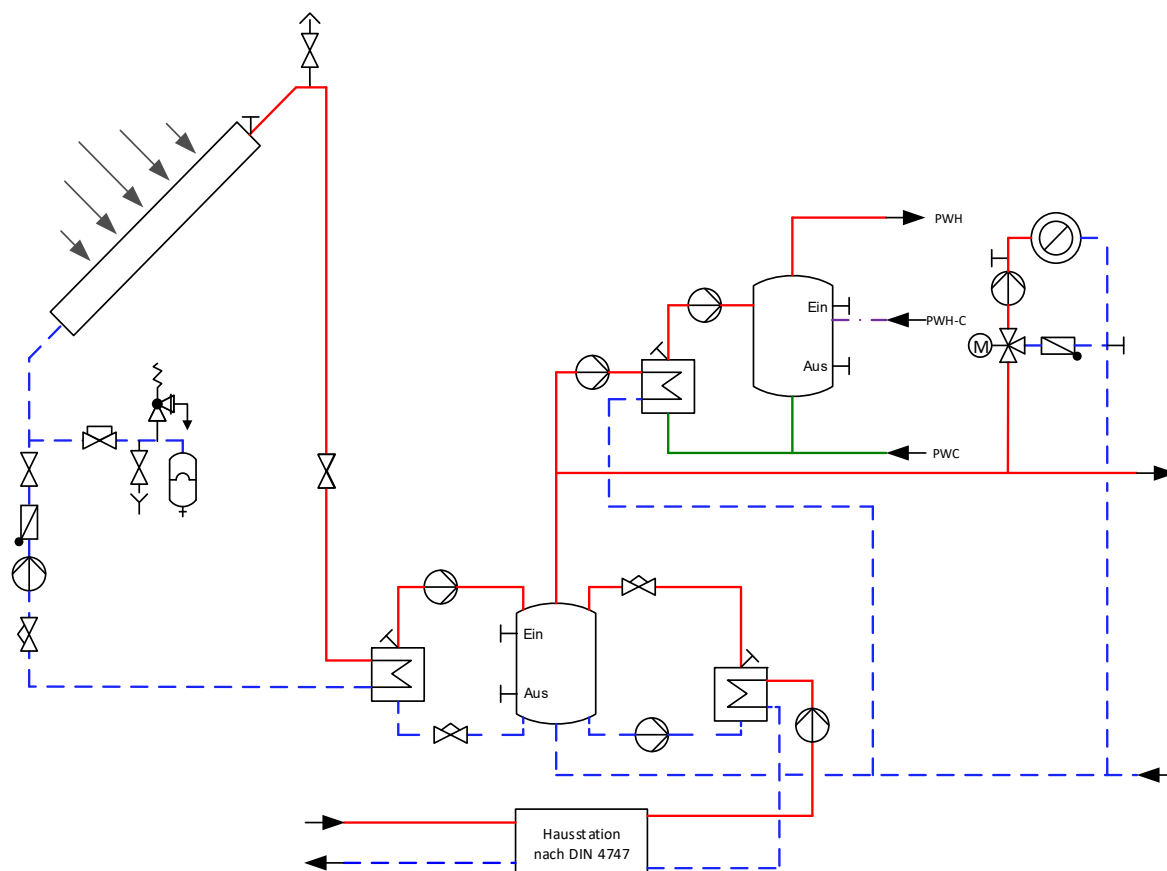 PWH
Ein
PWH-C
M
Aus
PWC
Ein
Aus
Hausstation
nach DIN 4747